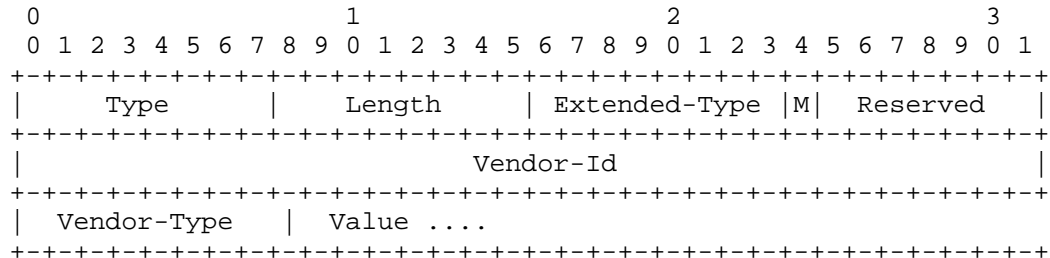 0                   1                   2                   3
 0 1 2 3 4 5 6 7 8 9 0 1 2 3 4 5 6 7 8 9 0 1 2 3 4 5 6 7 8 9 0 1
+-+-+-+-+-+-+-+-+-+-+-+-+-+-+-+-+-+-+-+-+-+-+-+-+-+-+-+-+-+-+-+-+
|     Type      |    Length     | Extended-Type |M|  Reserved   |
+-+-+-+-+-+-+-+-+-+-+-+-+-+-+-+-+-+-+-+-+-+-+-+-+-+-+-+-+-+-+-+-+
|                            Vendor-Id                          |
+-+-+-+-+-+-+-+-+-+-+-+-+-+-+-+-+-+-+-+-+-+-+-+-+-+-+-+-+-+-+-+-+
|  Vendor-Type   |  Value ....
+-+-+-+-+-+-+-+-+-+-+-+-+-+-+-+-+-+-+-+-+-+-+-+-+-+-+-+-+-+-+-+-+